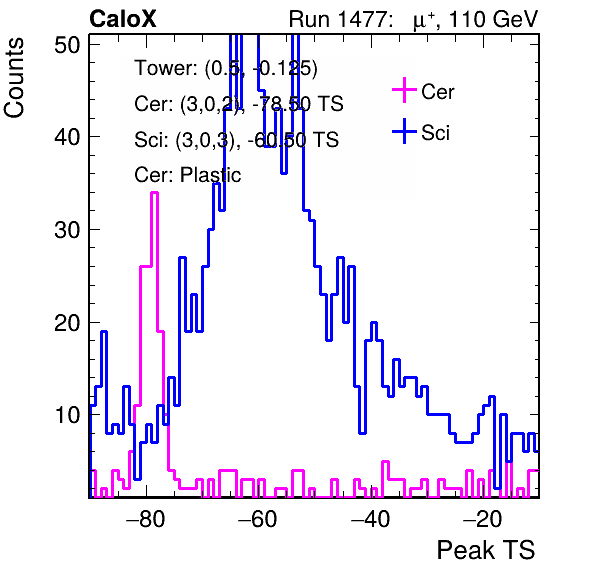 CaloX Run 1477: μ⁺, 110 GeV
Counts
50
40
30
20
10
Tower: (0.5, -0.125)
Cer: (3,0,2), -78.50 TS
Sci: (3,0,3), -60.50 TS
Cer: Plastic
Cer
Sci
−80 −60 −40 −20
Peak TS